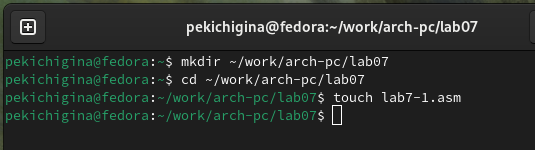 pekichigina@fedora:~/work/arch-pc/lab07
pekichigina@fedora:~$ mkdir ~/work/arch-pc/lab07
pekichigina@fedora:~$ cd ~/work/arch-pc/lab07
pekichigina@fedora:~/work/arch-pc/lab07$ touch lab7-1.asm
pekichigina@fedora:~/work/arch-pc/lab07$